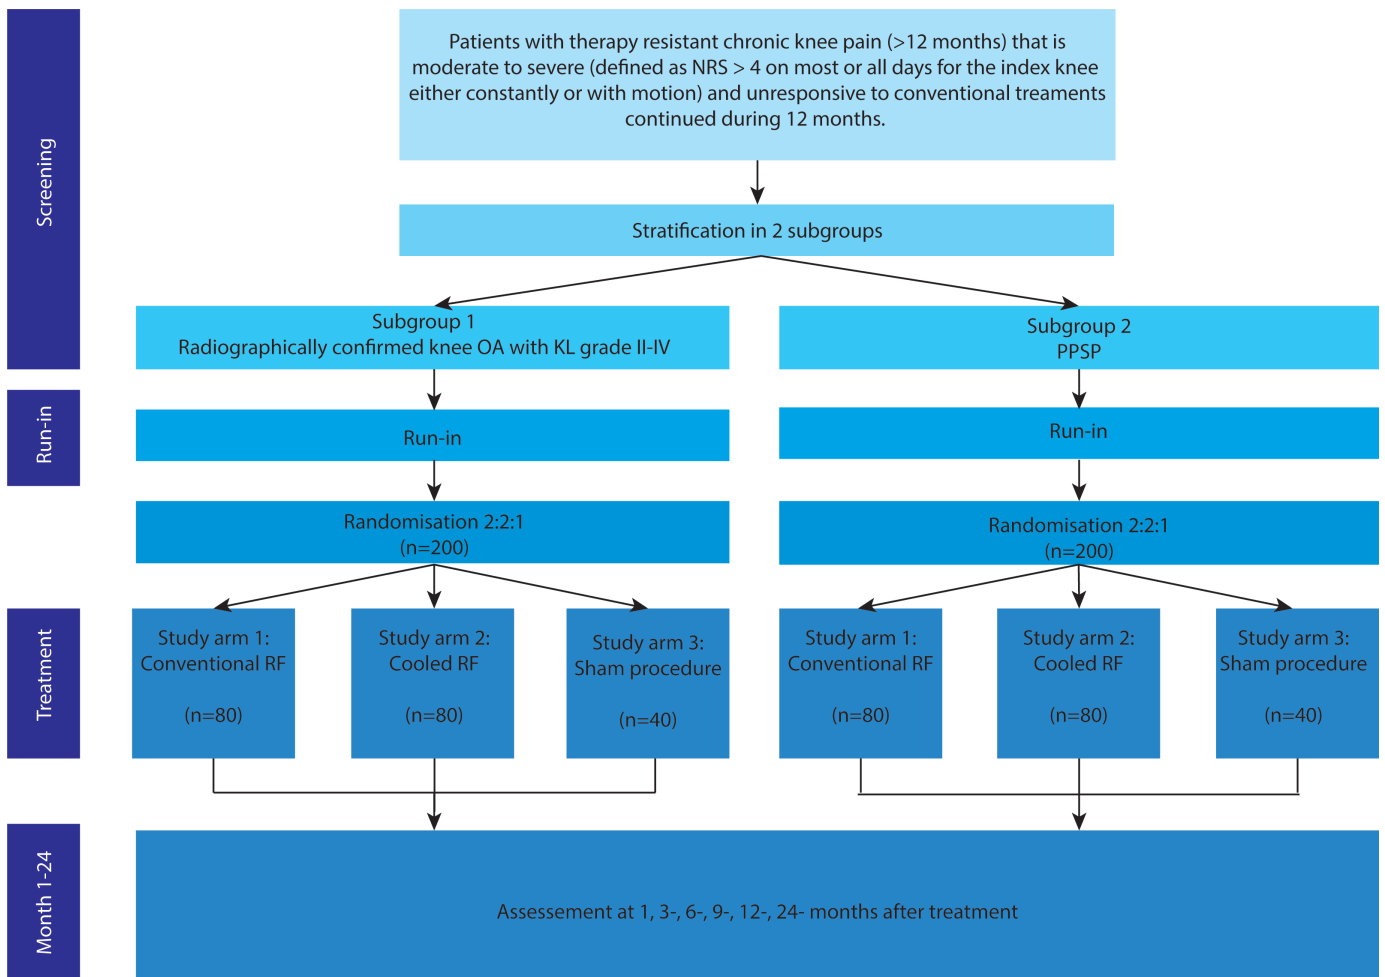 Screening
Patients with therapy resistant chronic knee pain (>12 months) that is
moderate to severe (defined as NRS > 4 on most or all days for the index knee
either constantly or with motion) and unresponsive to conventional treaments
continued during 12 months.
Stratification in 2 subgroups
Subgroup 1
Radiographically confirmed knee OA with KL grade II-IV
Subgroup 2
PPSP
Run-in
Run-in
Run-in
Randomisation 2:2:1
(n=200)
Randomisation 2:2:1
(n=200)
Treatment
Study arm 1:
Conventional RF
(n=80)
Study arm 2:
Cooled RF
(n=80)
Study arm 3:
Sham procedure
(n=40)
Study arm 1:
Conventional RF
(n=80)
Study arm 2:
Cooled RF
(n=80)
Study arm 3:
Sham procedure
(n=40)
Month 1-24
Assessement at 1, 3-, 6-, 9-, 12-, 24- months after treatment